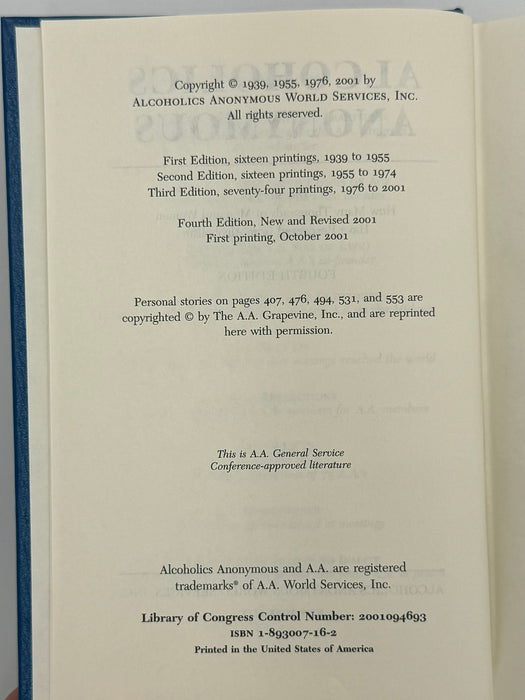 Copyright © 1939, 1955, 1976, 2001 by
ALCOHOLICS ANONYMOUS WORLD SERVICES, INC.
All rights reserved.
First Edition, sixteen printings, 1939 to 1955
Second Edition, sixteen printings, 1955 to 1974
Third Edition, seventy-four printings, 1976 to 2001
Fourth Edition, New and Revised 2001
First printing, October 2001
Personal stories on pages 407, 476, 494, 531, and 553 are
copyrighted © by The A.A. Grapevine, Inc., and are reprinted
here with permission.
This is A.A. General Service
Conference-approved literature
Alcoholics Anonymous and A.A. are registered
trademarks® of A.A. World Services, Inc.
Library of Congress Control Number: 2001094693
ISBN 1-893007-16-2
Printed in the United States of America